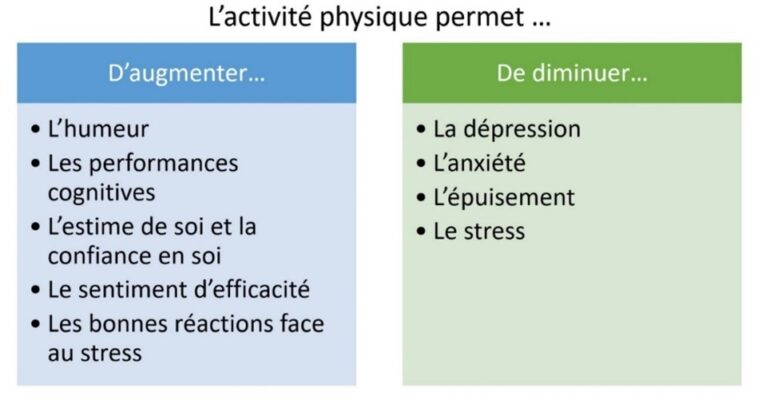 L’activité physique permet …
D’augmenter…
• L’humeur
• Les performances
cognitives
• L’estime de soi et la
confiance en soi
• Le sentiment d’efficacité
• Les bonnes réactions face
au stress
De diminuer…
• La dépression
• L’anxiété
• L’épuisement
• Le stress